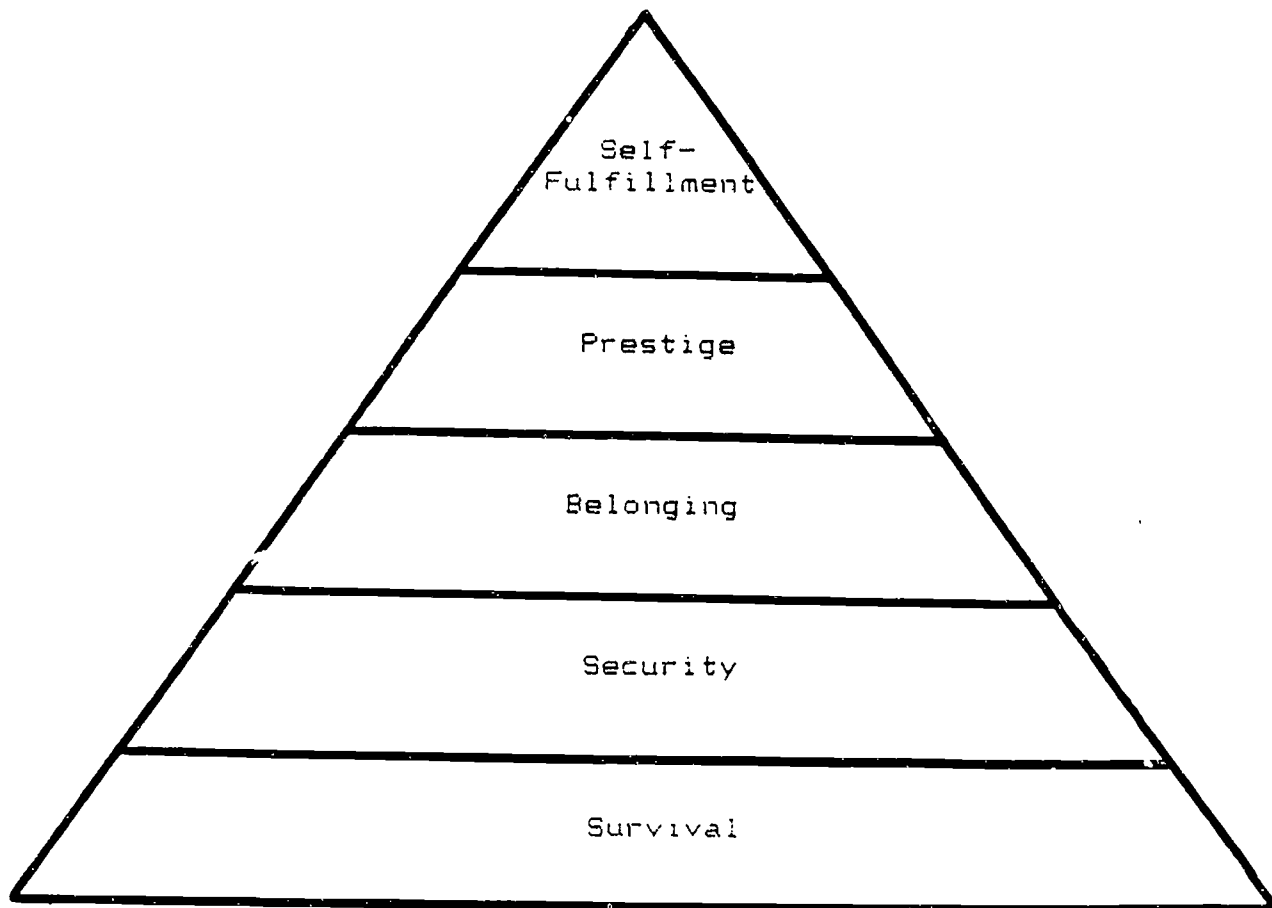 Self-
Fulfillment
Prestige
Belonging
Security
Survival